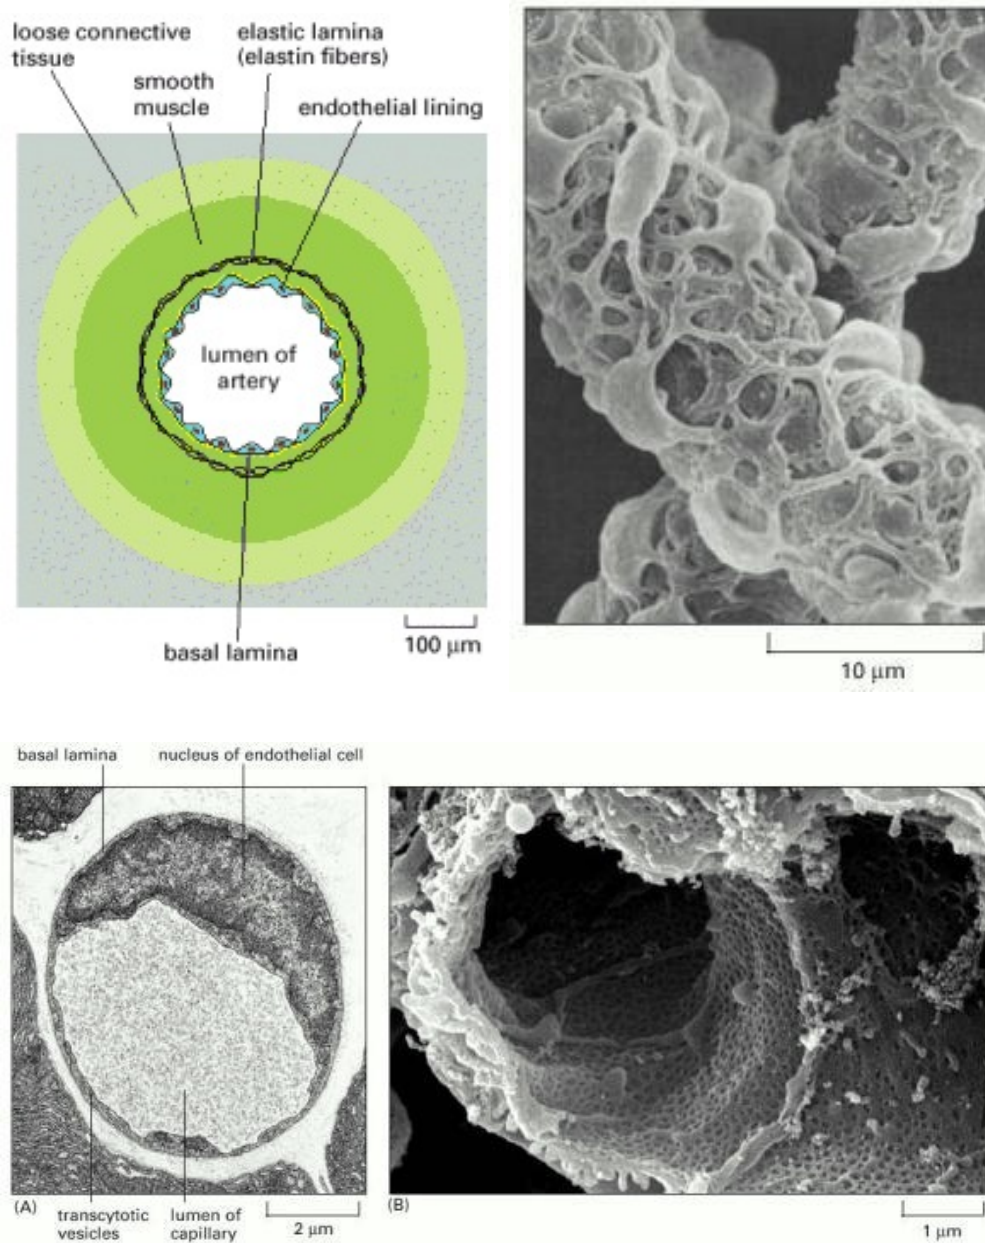 loose connective
tissue
elastic lamina
(elastin fibers)
smooth
muscle
endothelial lining
lumen of
artery
basal lamina
100 μm
10 μm
basal lamina
nucleus of endothelial cell
(A)
transcytotic
vesicles
lumen of
capillary
2 μm
(B)
1 μm